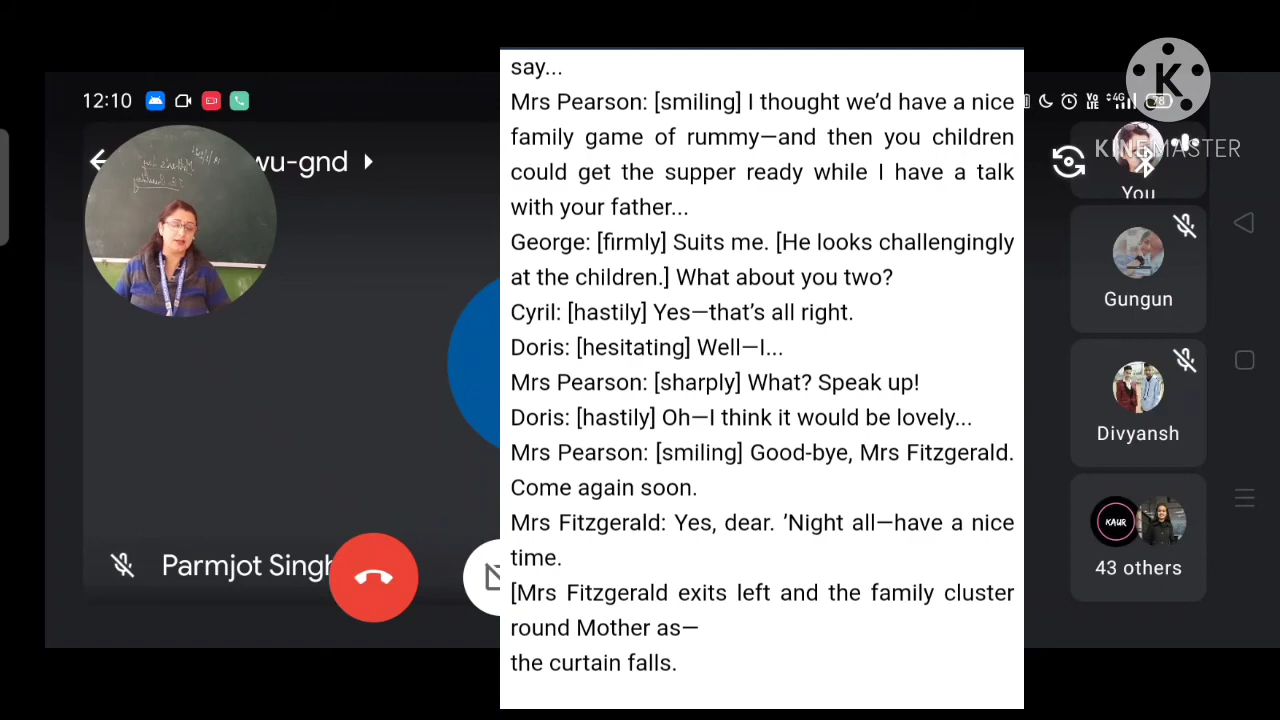 12:10
vu-gnd
say...
Mrs Pearson: [smiling] I thought we’d have a nice
family game of rummy—and then you children
could get the supper ready while I have a talk
with your father...
George: [firmly] Suits me. [He looks challengingly
at the children.] What about you two?
Cyril: [hastily] Yes—that’s all right.
Doris: [hesitating] Well—I...
Mrs Pearson: [sharply] What? Speak up!
Doris: [hastily] Oh—I think it would be lovely...
Mrs Pearson: [smiling] Good-bye, Mrs Fitzgerald.
Come again soon.
Mrs Fitzgerald: Yes, dear. ’Night all—have a nice
time.
[Mrs Fitzgerald exits left and the family cluster
round Mother as—
the curtain falls.
Parmjot Singh
Vo LTE 4G 78
K
KINEMASTER
You
Gungun
Divyansh
KAUR
43 others